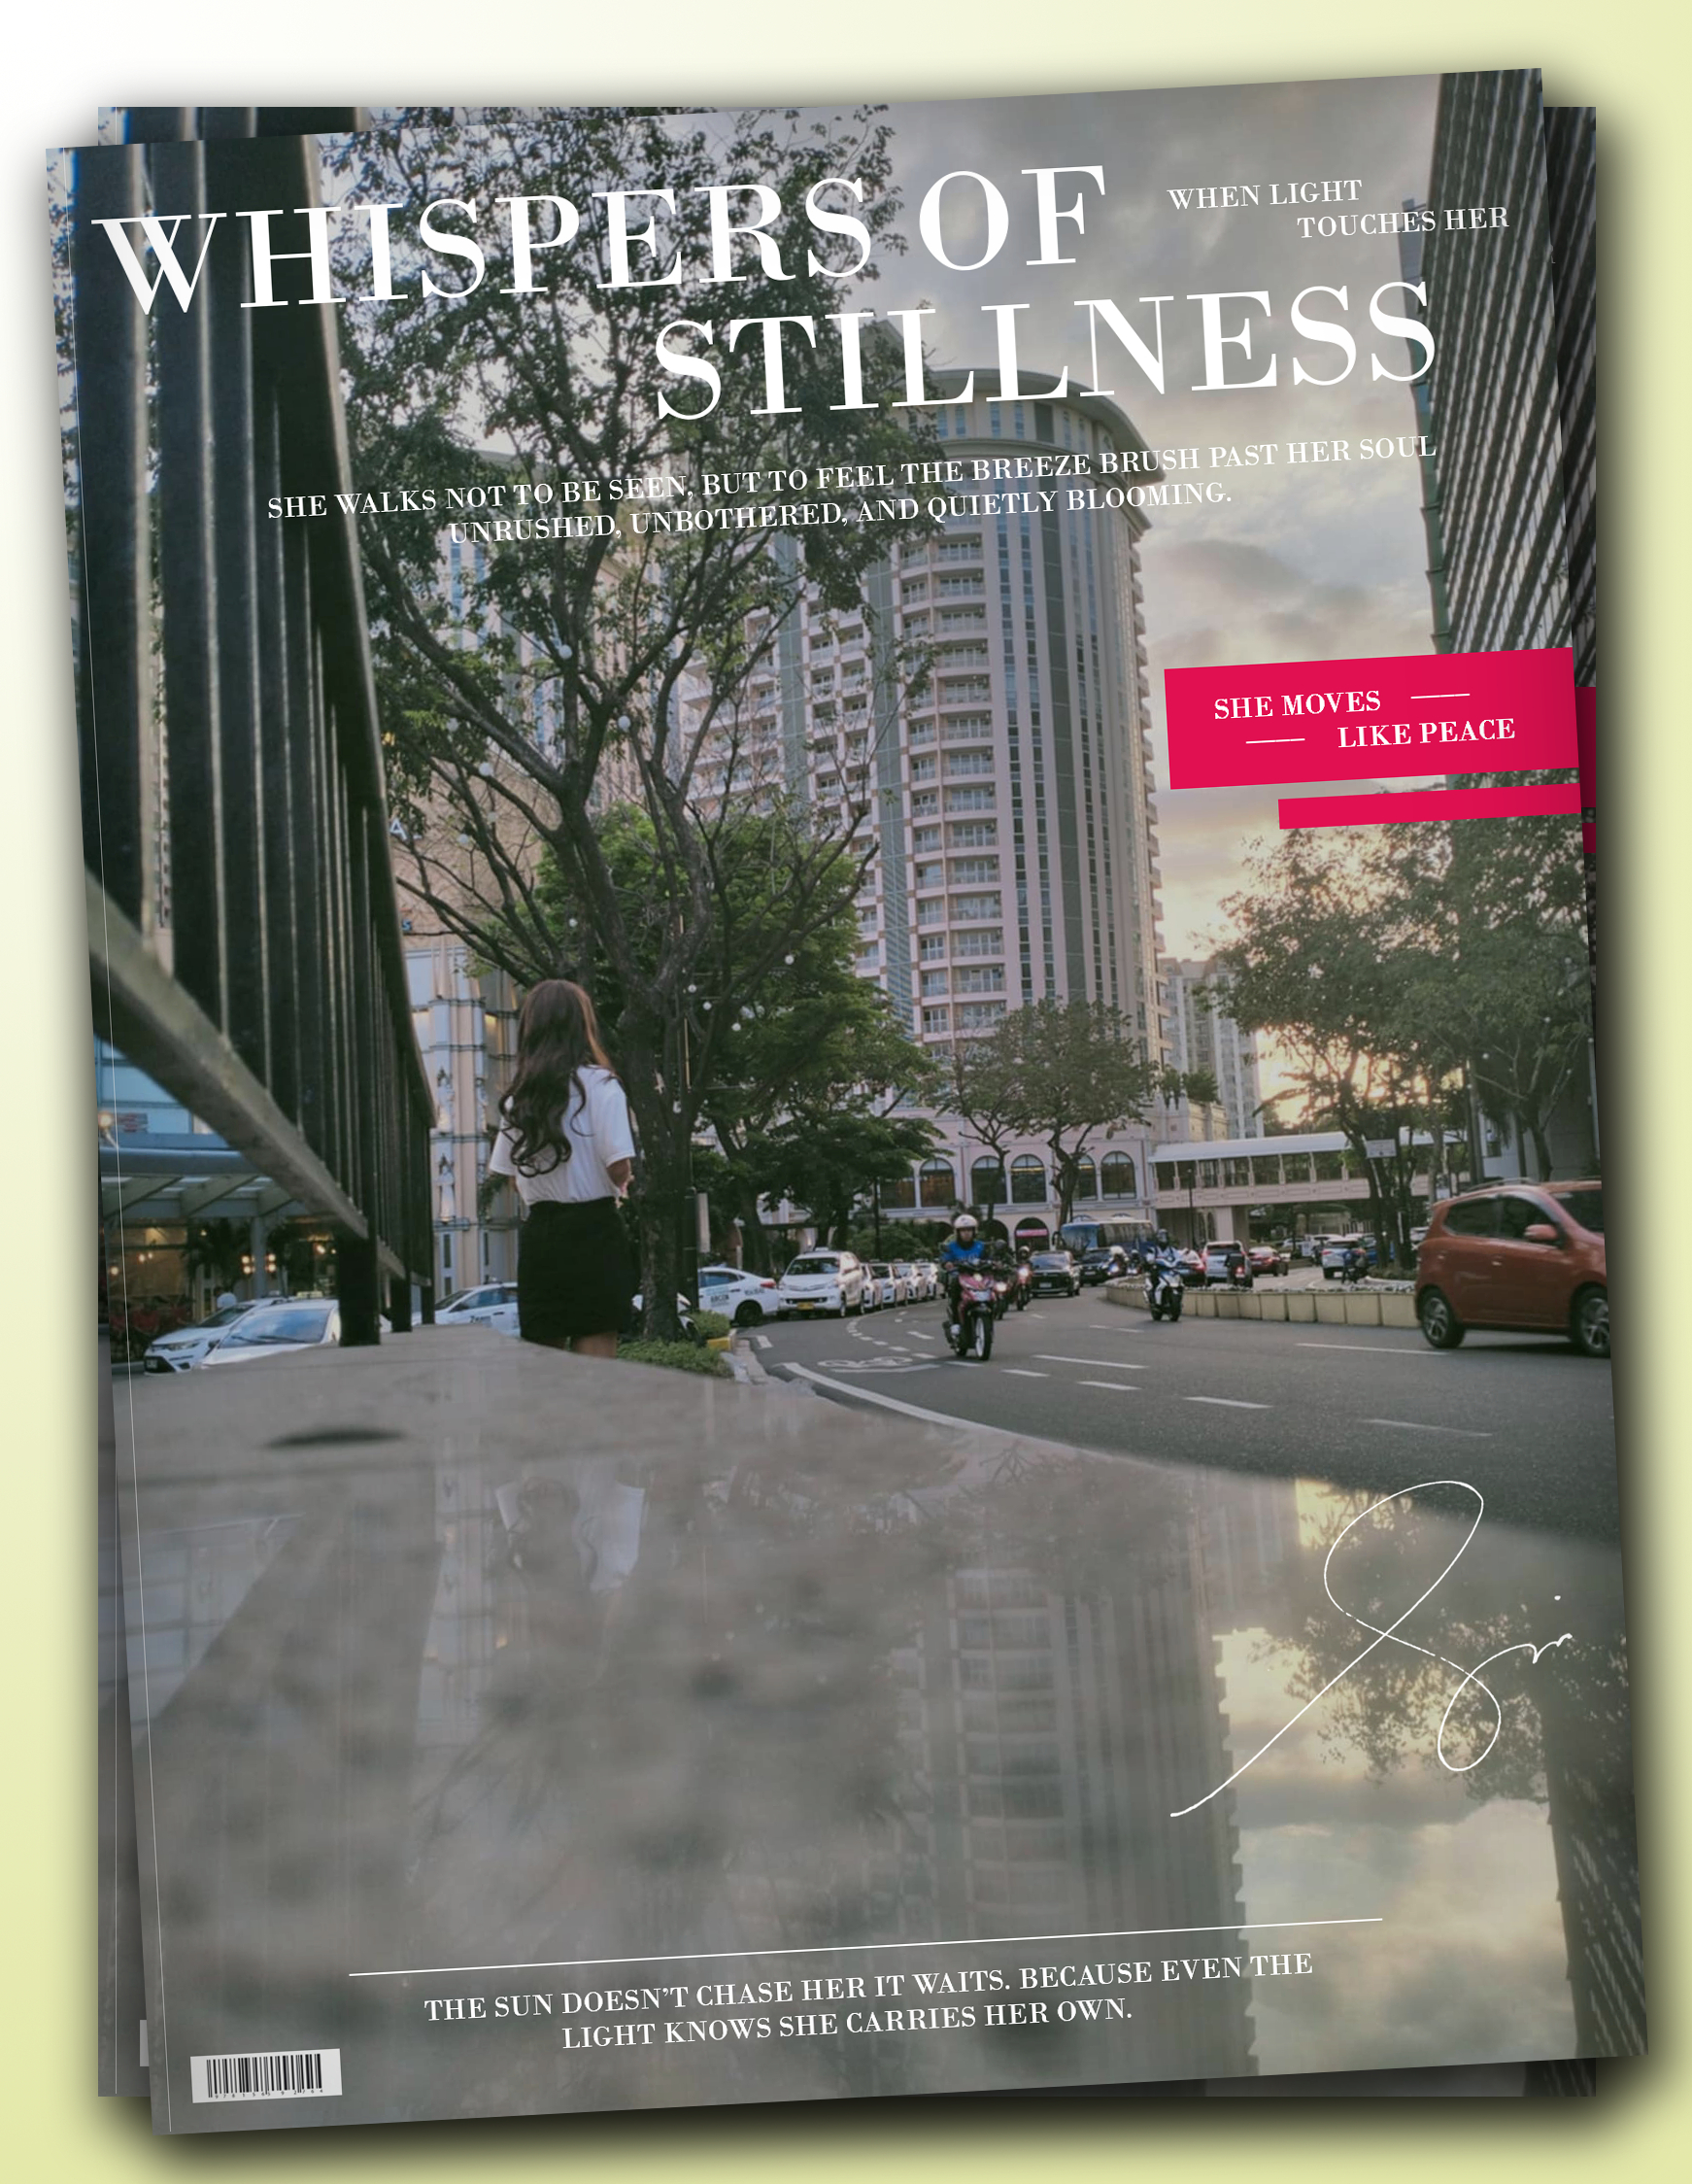 WHISPERS OF
STILLNESS
WHEN LIGHT
TOUCHES HER
SHE WALKS NOT TO BE SEEN, BUT TO FEEL THE BREEZE BRUSH PAST HER SOUL
UNRUSHED, UNBOTHERED, AND QUIETLY BLOOMING.
SHE MOVES
LIKE PEACE
THE SUN DOESN’T CHASE HER IT WAITS. BECAUSE EVEN THE
LIGHT KNOWS SHE CARRIES HER OWN.